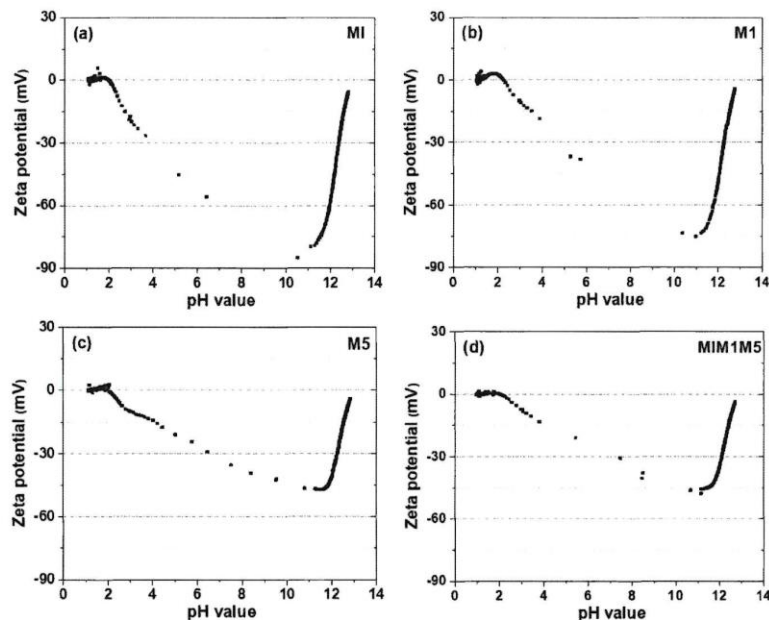 30
(a)
MI
0
-30
-60
-90
Zeta potential (mV)
0 2 4 6 8 10 12 14
pH value
30
(b)
M1
0
-30
-60
-90
Zeta potential (mV)
0 2 4 6 8 10 12 14
pH value
30
(c)
M5
0
-30
-60
-90
Zeta potential (mV)
0 2 4 6 8 10 12 14
pH value
30
(d)
MIM1M5
0
-30
-60
-90
Zeta potential (mV)
0 2 4 6 8 10 12 14
pH value